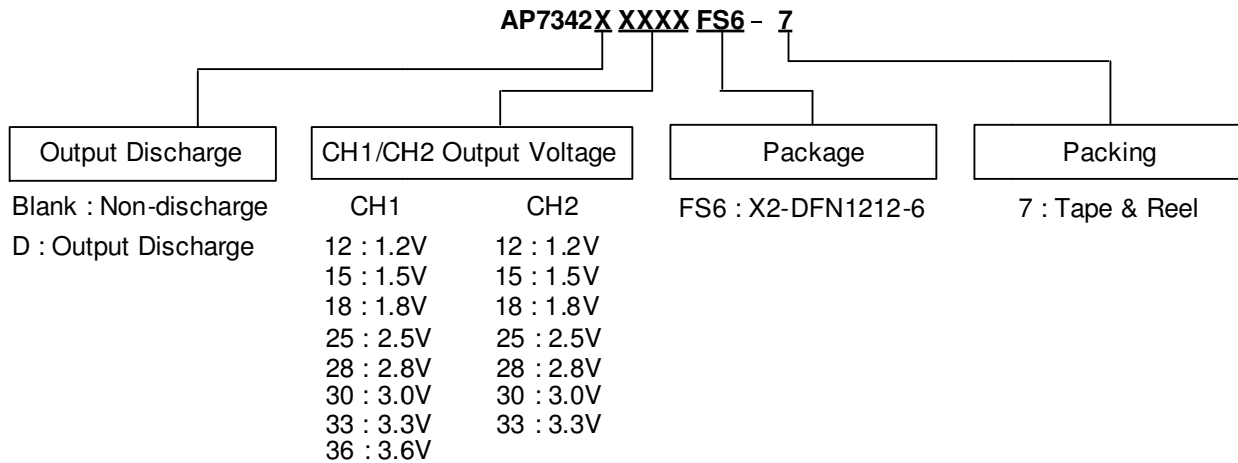 AP7342X XXXX FS6 – 7
Output Discharge
Blank : Non-discharge
D : Output Discharge
CH1/CH2 Output Voltage
CH1 CH2
12 : 1.2V 12 : 1.2V
15 : 1.5V 15 : 1.5V
18 : 1.8V 18 : 1.8V
25 : 2.5V 25 : 2.5V
28 : 2.8V 28 : 2.8V
30 : 3.0V 30 : 3.0V
33 : 3.3V 33 : 3.3V
36 : 3.6V
Package
FS6 : X2-DFN1212-6
Packing
7 : Tape & Reel